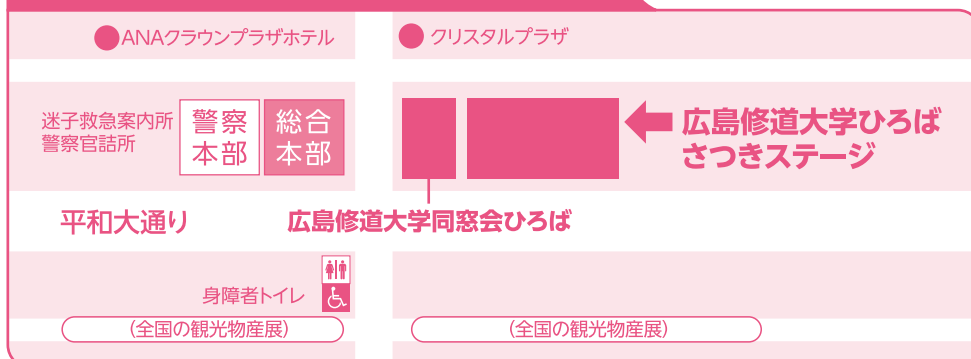 ANAクラウンプラザホテル
クリスタルプラザ
迷子救急案内所
警察官詰所
警察
本部
総合
本部
広島修道大学ひろば
さつきステージ
平和大通り
広島修道大学同窓会ひろば
身障者トイレ
(全国の観光物産展)
(全国の観光物産展)